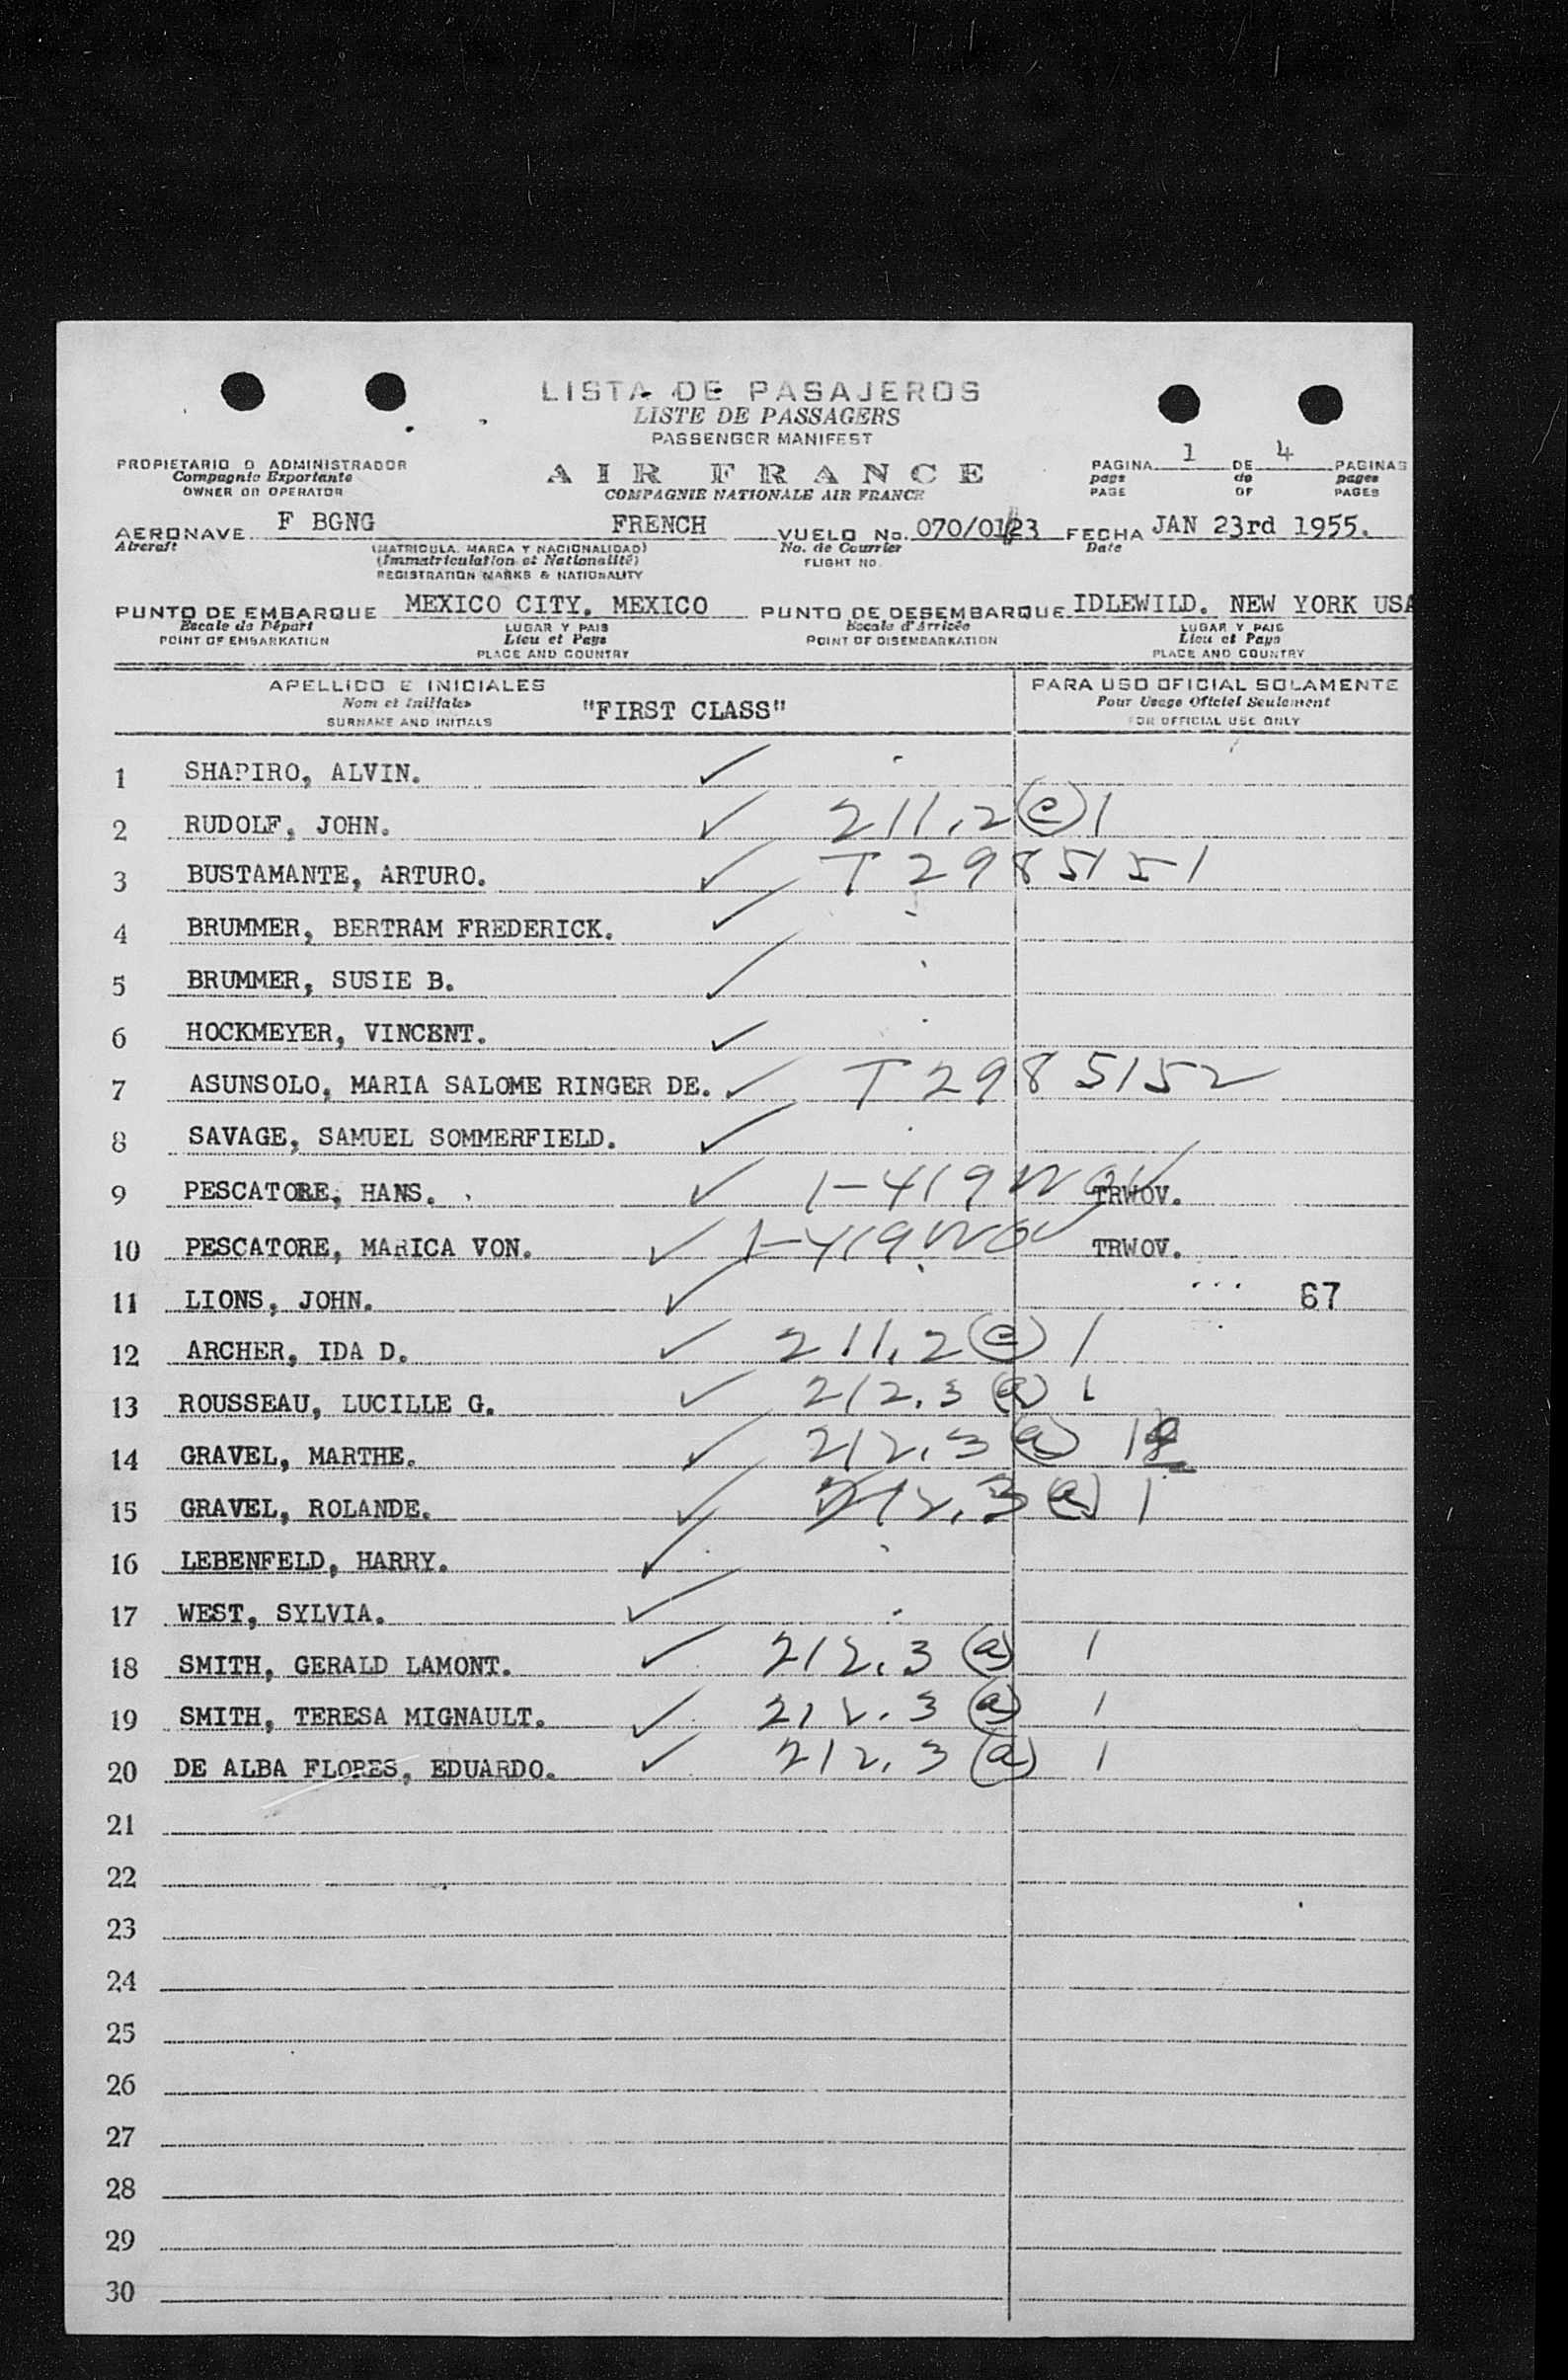 LISTA DE PASAJEROS
LISTE DE PASSAGERS
PASSENGER MANIFEST
PROPIETARIO O ADMINISTRADOR
Compagnie Exportante
OWNER OR OPERATOR
AIR FRANCE
COMPAGNIE NATIONALE AIR FRANCE
PAGINA 1 DE 4 PAGINAS
page de pages
PAGE OF PAGES
AERONAVE F BGNG FRENCH VUELO No. 070/0123 FECHA JAN 23rd 1955.
Aircraft (MATRICULA, MARCA Y NACIONALIDAD) No. de Courrier Date
(Immatriculation et Nationalité) FLIGHT NO.
REGISTRATION MARKS & NATIONALITY
PUNTO DE EMBARQUE MEXICO CITY. MEXICO PUNTO DE DESEMBARQUE IDLEWILD. NEW YORK USA
Escale de Départ LUGAR Y PAIS Escale d'Arrivée LUGAR Y PAIS
POINT OF EMBARKATION Lieu et Pays POINT OF DISEMBARKATION Lieu et Pays
PLACE AND COUNTRY PLACE AND COUNTRY
APELLIDO E INICIALES PARA USO OFICIAL SOLAMENTE
Nom et Initiales "FIRST CLASS" Pour Usage Officiel Seulement
SURNAME AND INITIALS FOR OFFICIAL USE ONLY
1 SHAPIRO, ALVIN. ✓
2 RUDOLF, JOHN. ✓ 211.2 (e) 1
3 BUSTAMANTE, ARTURO. ✓ T 2985151
4 BRUMMER, BERTRAM FREDERICK. ✓
5 BRUMMER, SUSIE B. ✓
6 HOCKMEYER, VINCENT. ✓
7 ASUNSOLO, MARIA SALOME RINGER DE. ✓ T 2985152
8 SAVAGE, SAMUEL SOMMERFIELD. ✓
9 PESCATORE, HANS. ✓ 1-419 TRWOV.
10 PESCATORE, MARICA VON. ✓ 1-419 TRWOV.
11 LIONS, JOHN. ✓ 67
12 ARCHER, IDA D. ✓ 211.2 (e) 1
13 ROUSSEAU, LUCILLE G. ✓ 212.3 (a) 1
14 GRAVEL, MARTHE. ✓ 212.3 (a) 1
15 GRAVEL, ROLANDE. ✓ 212.3 (a) 1
16 LEBENFELD, HARRY. ✓
17 WEST, SYLVIA. ✓
18 SMITH, GERALD LAMONT. ✓ 212.3 (a) 1
19 SMITH, TERESA MIGNAULT. ✓ 212.3 (a) 1
20 DE ALBA FLORES, EDUARDO. ✓ 212.3 (a) 1
21
22
23
24
25
26
27
28
29
30